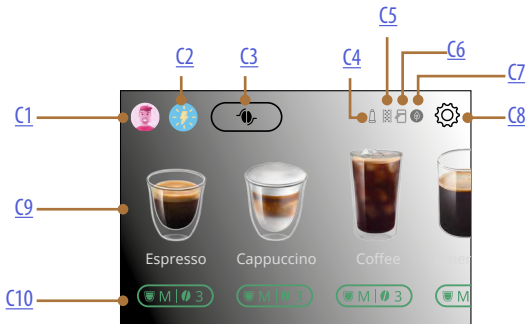 C5
C2 C3 C4 C6
C7
C1 C8
C9
Espresso Cappuccino Coffee
C10 M 3 M 3 M 3 M